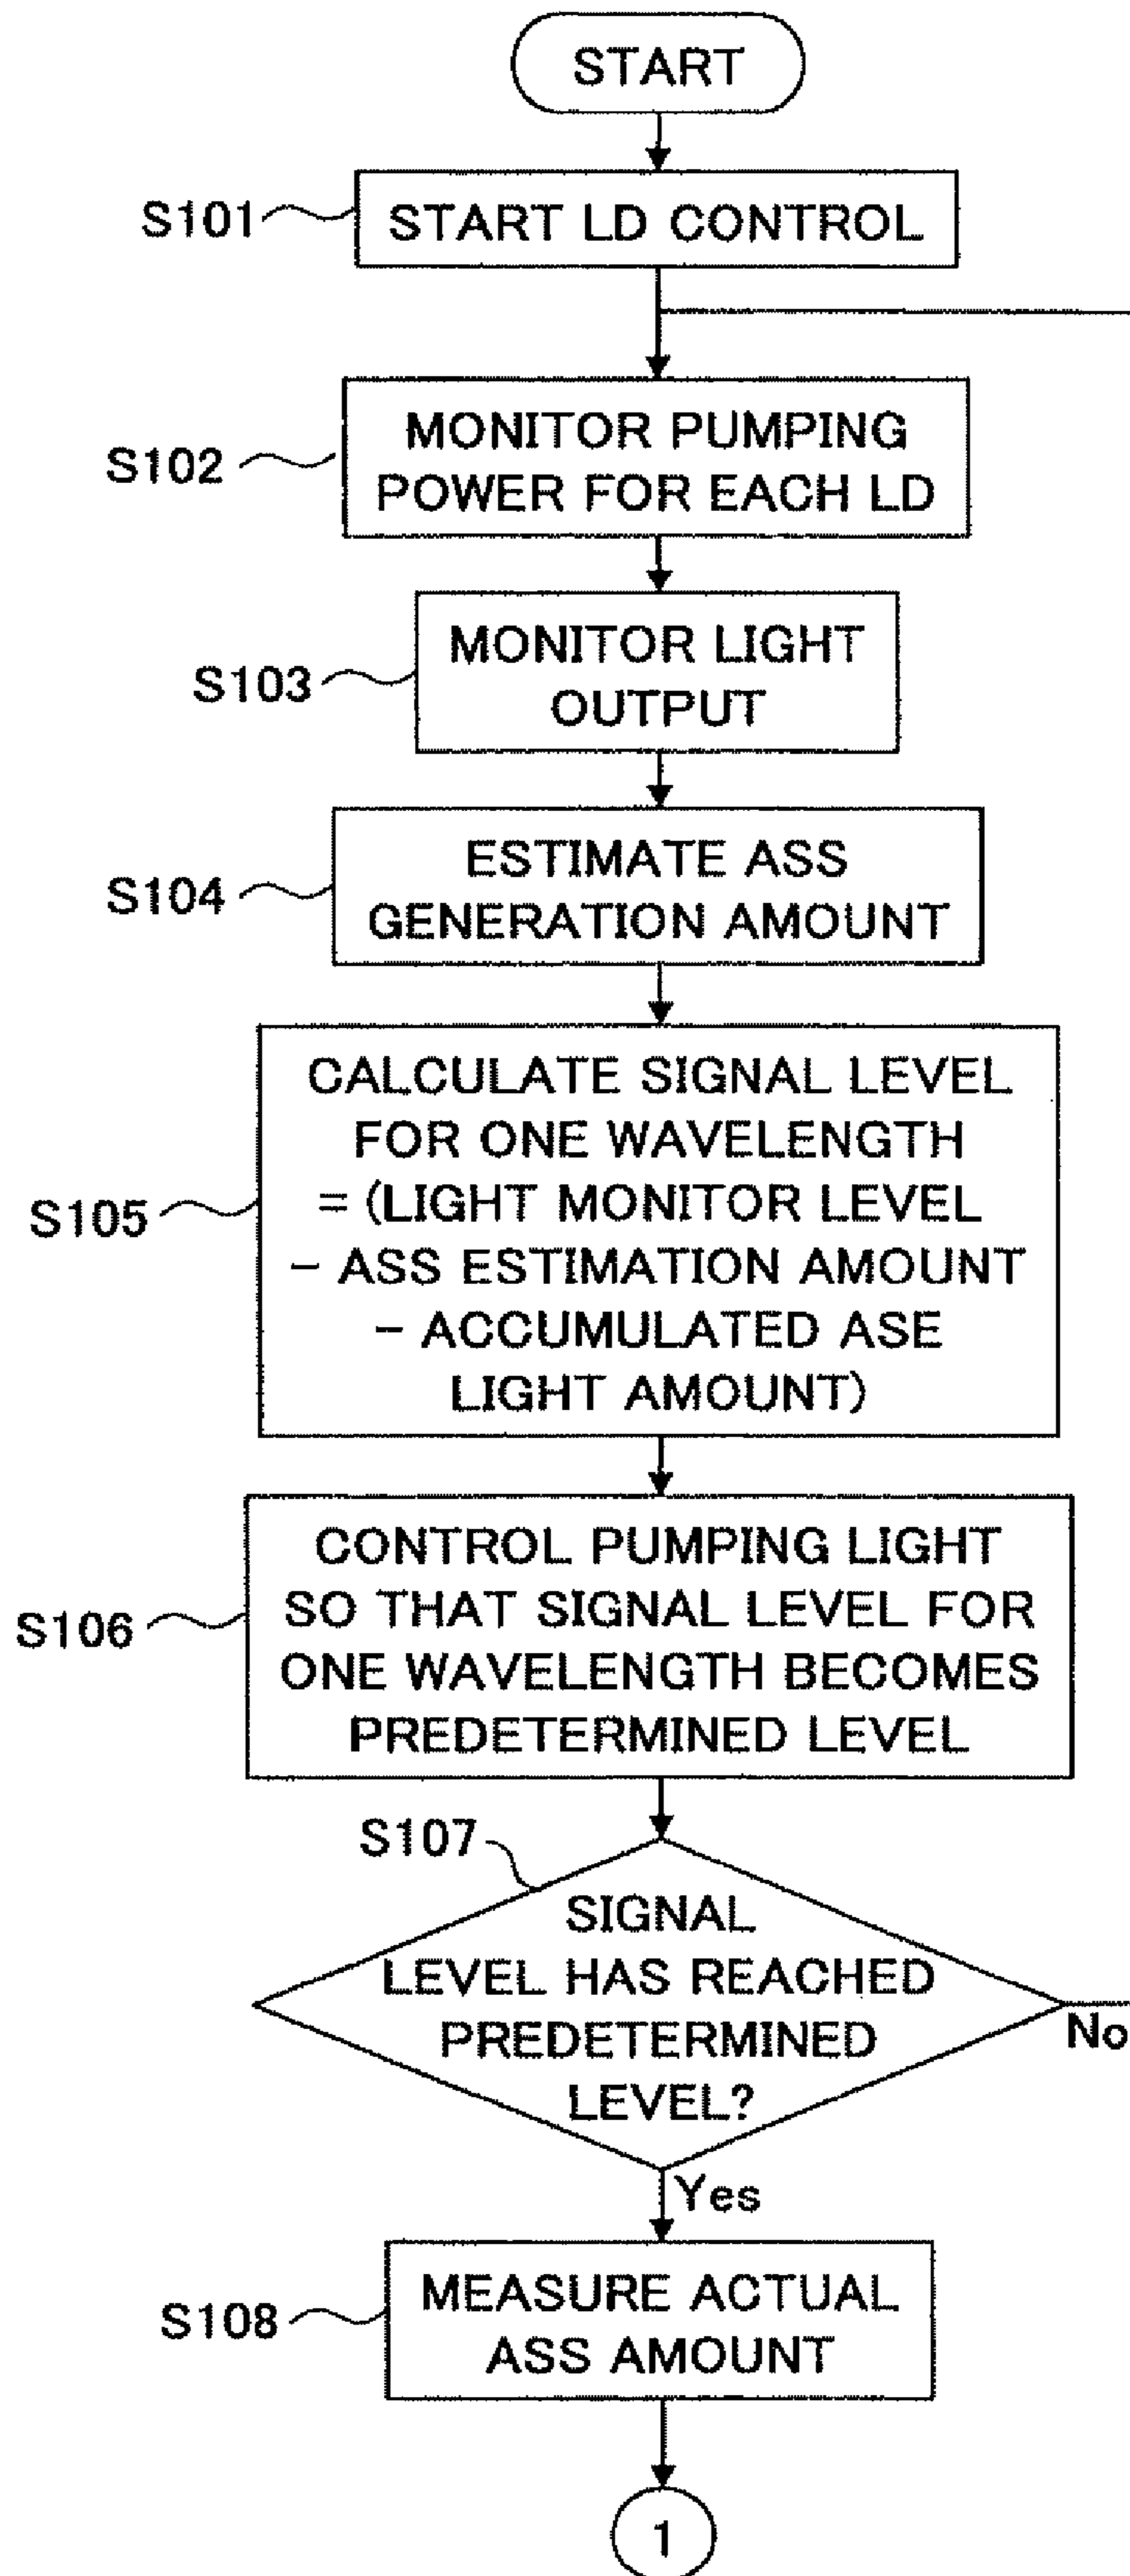 START
S101
START LD CONTROL
S102
MONITOR PUMPING
POWER FOR EACH LD
S103
MONITOR LIGHT
OUTPUT
S104
ESTIMATE ASS
GENERATION AMOUNT
S105
CALCULATE SIGNAL LEVEL
FOR ONE WAVELENGTH
= (LIGHT MONITOR LEVEL
- ASS ESTIMATION AMOUNT
- ACCUMULATED ASE
LIGHT AMOUNT)
S106
CONTROL PUMPING LIGHT
SO THAT SIGNAL LEVEL FOR
ONE WAVELENGTH BECOMES
PREDETERMINED LEVEL
S107
SIGNAL
LEVEL HAS REACHED
PREDETERMINED
LEVEL?
No
Yes
S108
MEASURE ACTUAL
ASS AMOUNT
1